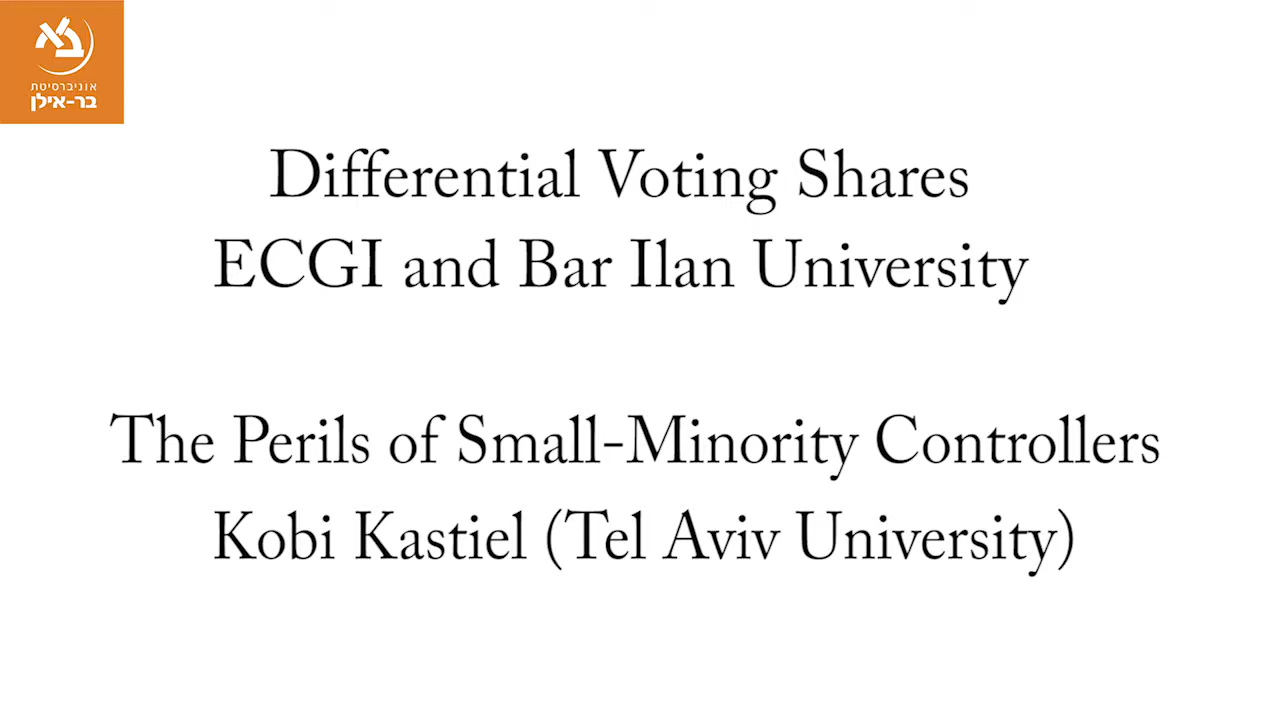 בא
אוניברסיטת
בר-אילן
Differential Voting Shares
ECGI and Bar Ilan University
The Perils of Small-Minority Controllers
Kobi Kastiel (Tel Aviv University)